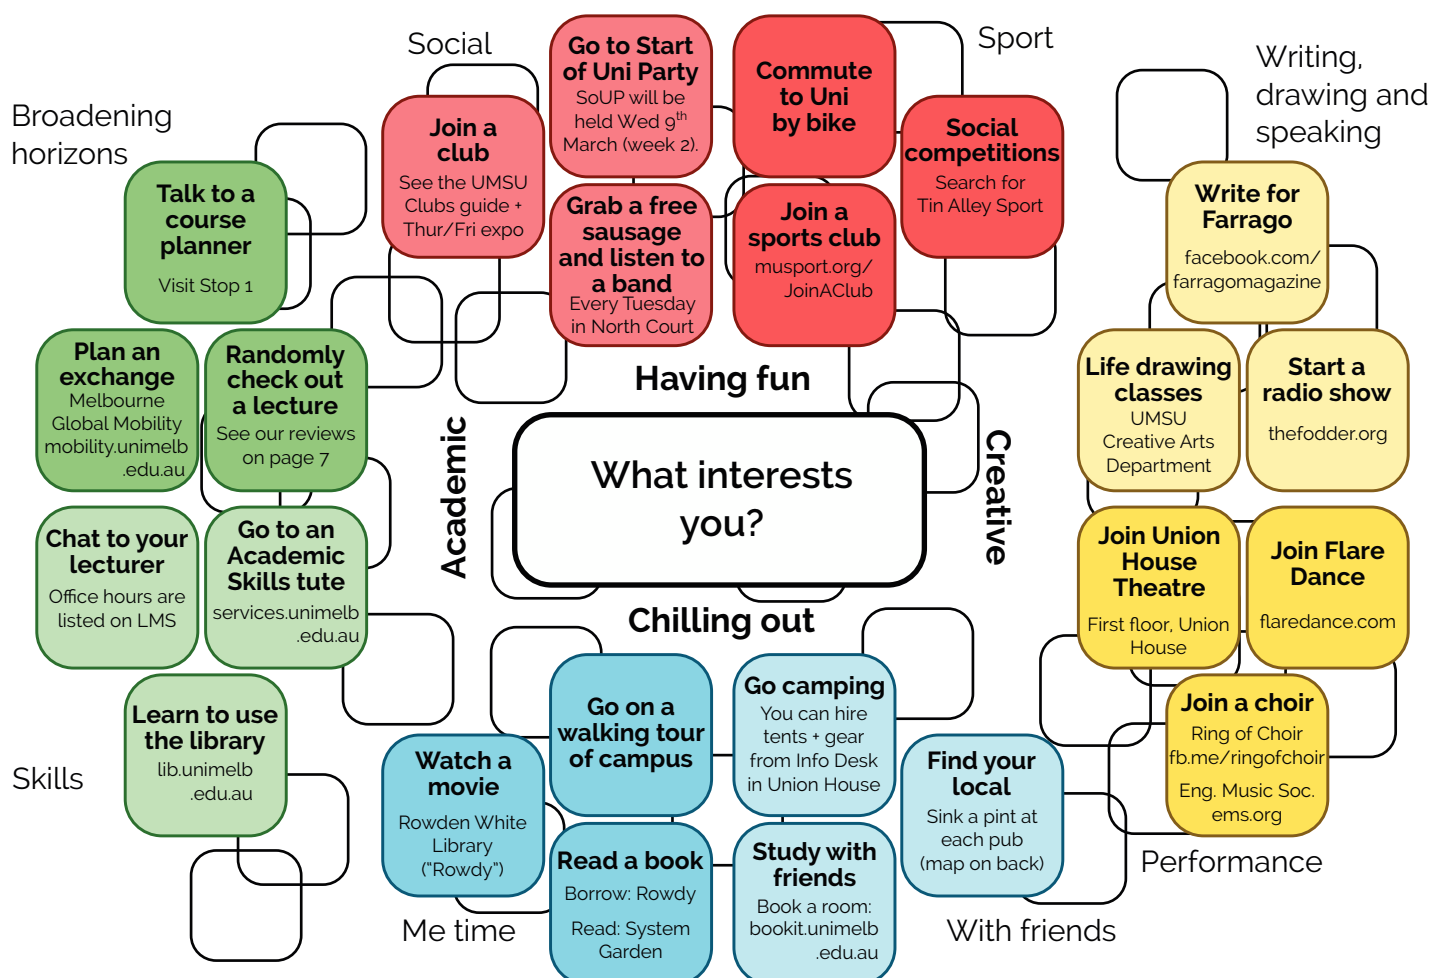 Social
Go to Start
of Uni Party
SoUP will be
held Wed 9th
March (week 2).
Commute
to Uni
by bike
Sport
Writing,
drawing and
speaking
Broadening
horizons
Join a
club
See the UMSU
Clubs guide +
Thur/Fri expo
Social
competitions
Search for
Tin Alley Sport
Talk to a
course
planner
Visit Stop 1
Grab a free
sausage
and listen to
a band
Every Tuesday
in North Court
Join a
sports club
musport.org/
JoinAClub
Write for
Farrago
facebook.com/
farragomagazine
Plan an
exchange
Melbourne
Global Mobility
mobility.unimelb
.edu.au
Randomly
check out
a lecture
See our reviews
on page 7
Having fun
Life drawing
classes
UMSU
Creative Arts
Department
Start a
radio show
thefodder.org
Academic
What interests
you?
Creative
Chat to your
lecturer
Office hours are
listed on LMS
Go to an
Academic
Skills tute
services.unimelb
.edu.au
Chilling out
Join Union
House
Theatre
First floor, Union
House
Join Flare
Dance
flaredance.com
Learn to use
the library
lib.unimelb
.edu.au
Skills
Watch a
movie
Rowden White
Library
("Rowdy")
Go on a
walking tour
of campus
Go camping
You can hire
tents + gear
from Info Desk
in Union House
Find your
local
Sink a pint at
each pub
(map on back)
Join a choir
Ring of Choir
fb.me/ringofchoir
Eng. Music Soc.
ems.org
Read a book
Borrow: Rowdy
Read: System
Garden
Study with
friends
Book a room:
bookit.unimelb
.edu.au
Performance
Me time
With friends